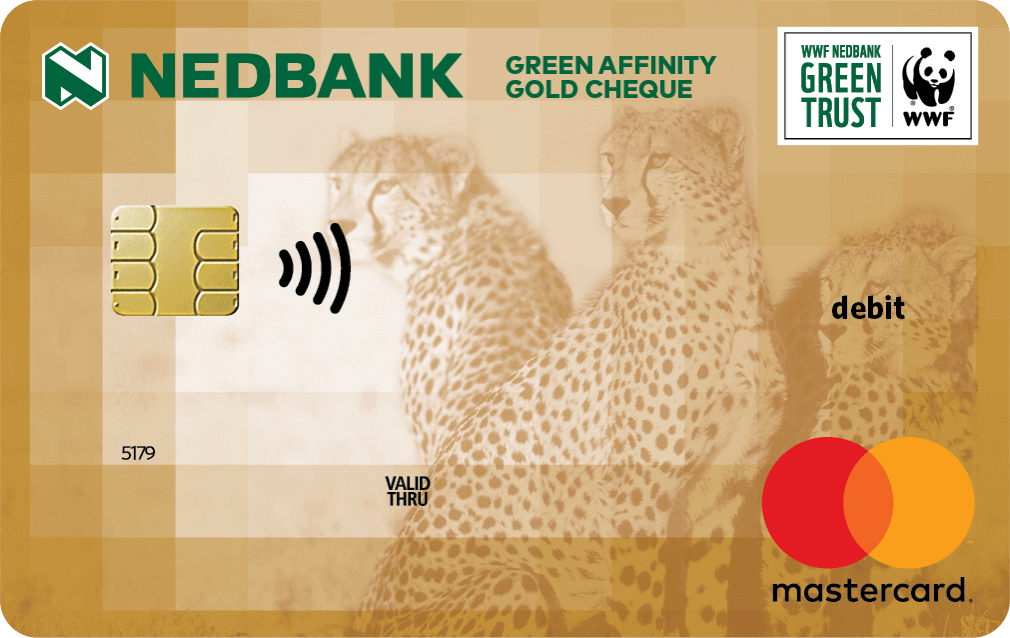 NEDBANK
GREEN AFFINITY
GOLD CHEQUE
WWF NEDBANK
GREEN
TRUST
WWF
debit
5179
VALID
THRU
mastercard.